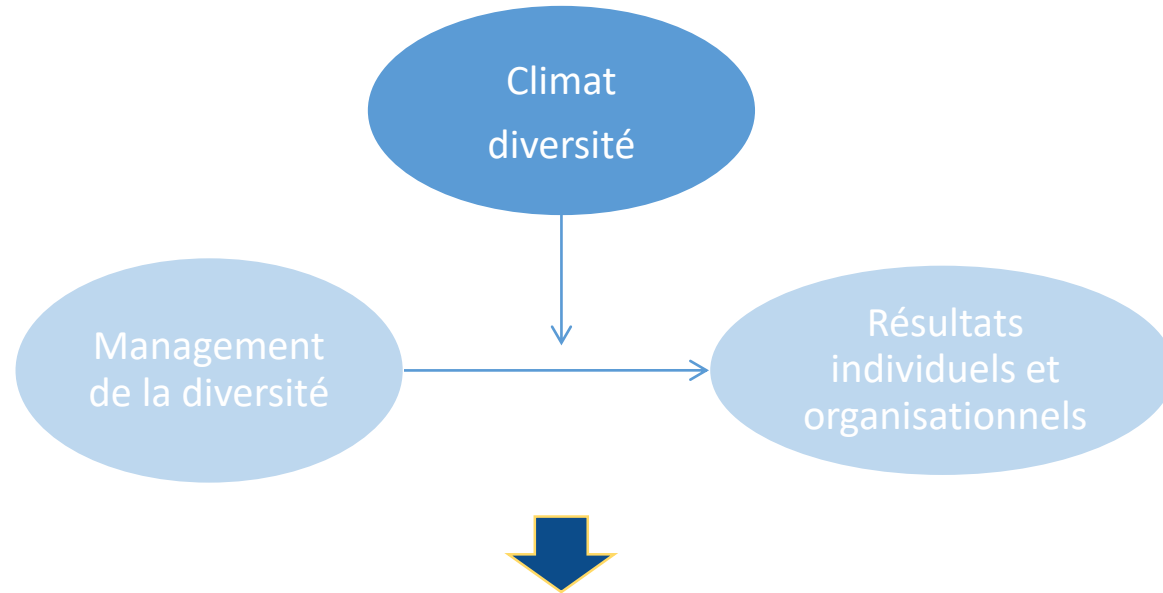 Climat
diversité
Management
de la diversité
Résultats
individuels et
organisationnels